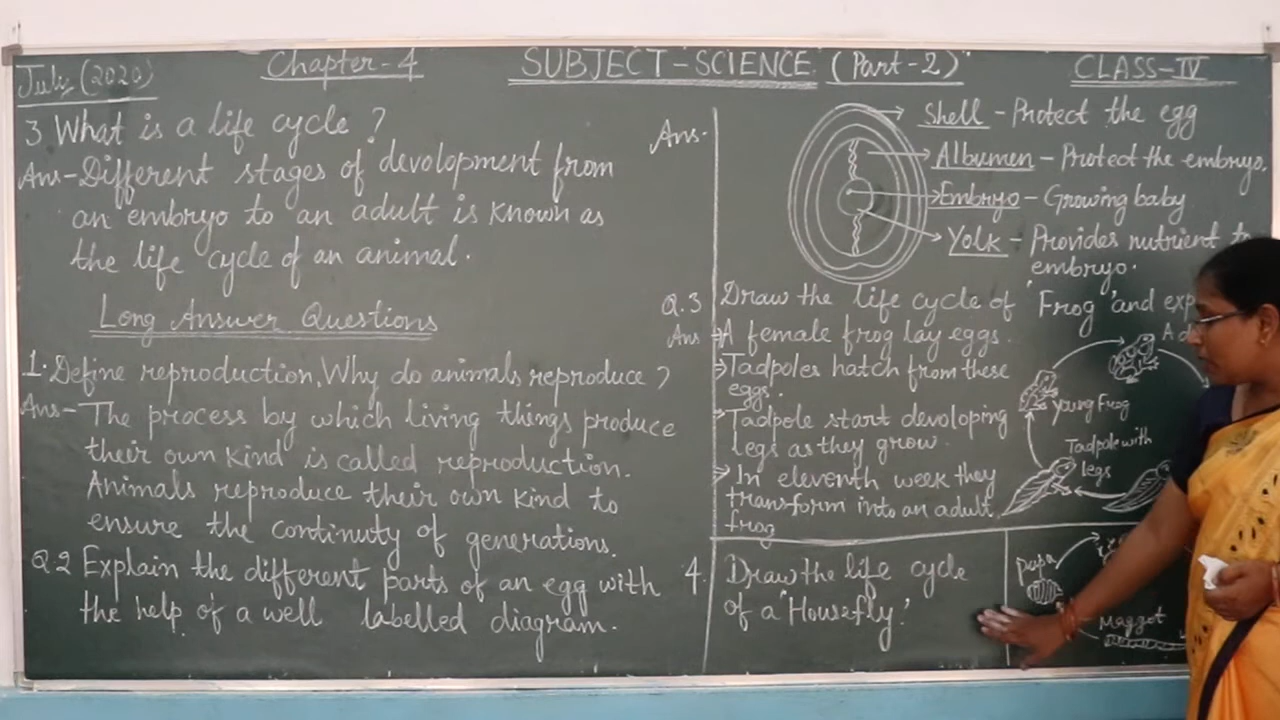 July (2020)
Chapter-4
SUBJECT-SCIENCE (Part-2)
CLASS-IV
3 What is a life cycle?
Ans-Different stages of devolopment from
an embryo to an adult is known as
the life cycle of an animal.
Long Answer Questions
1. Define reproduction. Why do animals reproduce?
Ans- The process by which living things produce
their own kind is called reproduction.
Animals reproduce their own kind to
ensure the continuity of generations.
Q.2 Explain the different parts of an egg with
the help of a well labelled diagram.
Ans-
Shell - Protect the egg
Albumen - Protect the embryo.
Embryo - Growing baby
Yolk - Provides nutrient to
embryo.
Q.3 Draw the life cycle of "Frog" and
Ans → A female frog lay eggs.
→ Tadpoles hatch from these
eggs.
→ Tadpole start devoloping
legs as they grow.
→ In eleventh week they
transform into an adult
frog
young Frog
Tadpole with
legs
4. Draw the life cycle
of a "Housefly".
pupa
Maggot